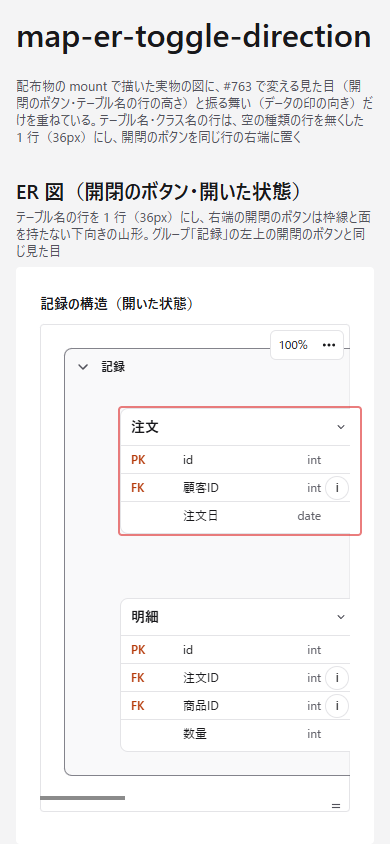 map-er-toggle-direction
配布物の mount で描いた実物の図に、#763 で変える見た目（開
閉のボタン・テーブル名の行の高さ）と振る舞い（データの印の向き）だ
けを重ねている。テーブル名・クラス名の行は、空の種類の行を無くした
1 行（36px）にし、開閉のボタンを同じ行の右端に置く
ER 図（開閉のボタン・開いた状態）
テーブル名の行を 1 行（36px）にし、右端の開閉のボタンは枠線と面
を持たない下向きの山形。グループ「記録」の左上の開閉のボタンと同
じ見た目
記録の構造（開いた状態）
100%
記録
注文
PK id int
FK 顧客ID int i
注文日 date
明細
PK id int
FK 注文ID int i
FK 商品ID int i
数量 int